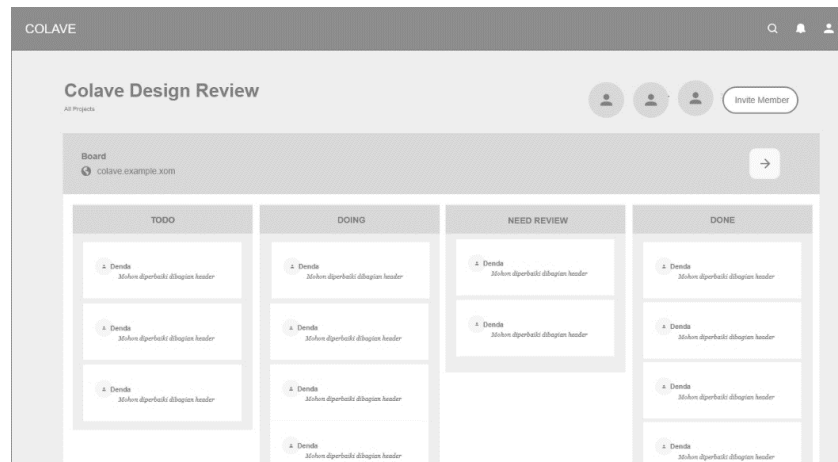 COLAVE
Colave Design Review
All Projects
Invite Member
Board
colave.example.xom
TODO
Denda
Mohon diperbaiki dibagian header
Denda
Mohon diperbaiki dibagian header
Denda
Mohon diperbaiki dibagian header
DOING
Denda
Mohon diperbaiki dibagian header
Denda
Mohon diperbaiki dibagian header
Denda
Mohon diperbaiki dibagian header
Denda
Mohon diperbaiki dibagian header
NEED REVIEW
Denda
Mohon diperbaiki dibagian header
Denda
Mohon diperbaiki dibagian header
DONE
Denda
Mohon diperbaiki dibagian header
Denda
Mohon diperbaiki dibagian header
Denda
Mohon diperbaiki dibagian header
Denda
Mohon diperbaiki dibagian header